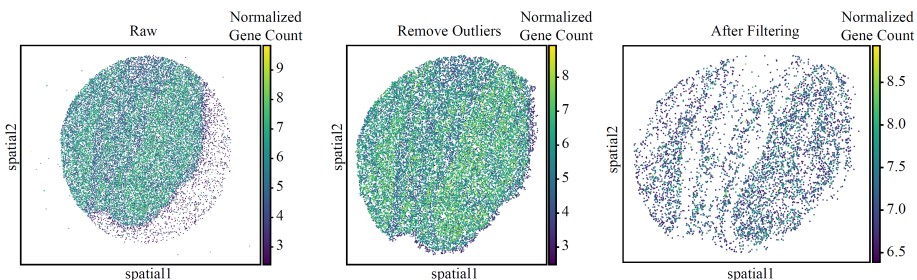 Raw
Normalized
Gene Count
9
8
7
6
5
4
3
spatial2
spatial1
Remove Outliers
Normalized
Gene Count
8
7
6
5
4
3
spatial2
spatial1
After Filtering
Normalized
Gene Count
8.5
8.0
7.5
7.0
6.5
spatial2
spatial1